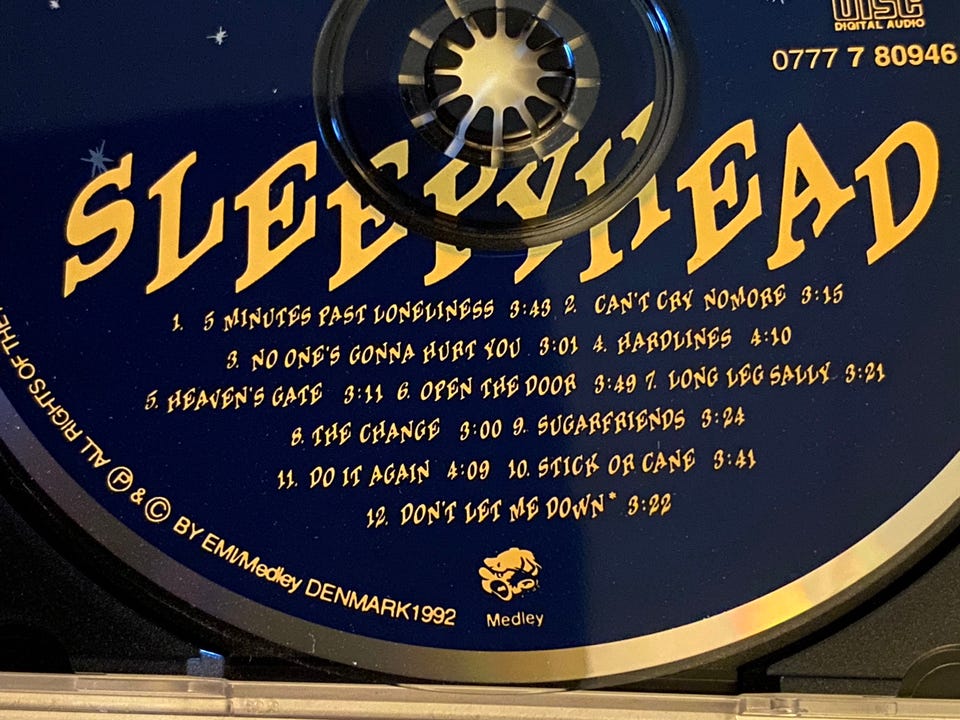 DISC
DIGITAL AUDIO
0777 7 80946
SLEEPYHEAD
1. 5 MINUTES PAST LONELINESS 3:43 2. CAN'T CRY NOMORE 3:15
3. NO ONE'S GONNA HURT YOU 3:01 4. HARDLINES 4:10
5. HEAVEN'S GATE 3:11 6. OPEN THE DOOR 3:49 7. LONG LEG SALLY 3:21
8. THE CHANGE 3:00 9. SUGARFRIENDS 3:24
11. DO IT AGAIN 4:09 10. STICK OR CANE 3:41
12. DON'T LET ME DOWN* 3:22
Medley
ALL RIGHTS OF THE
Ⓟ & © BY EMI/Medley DENMARK1992